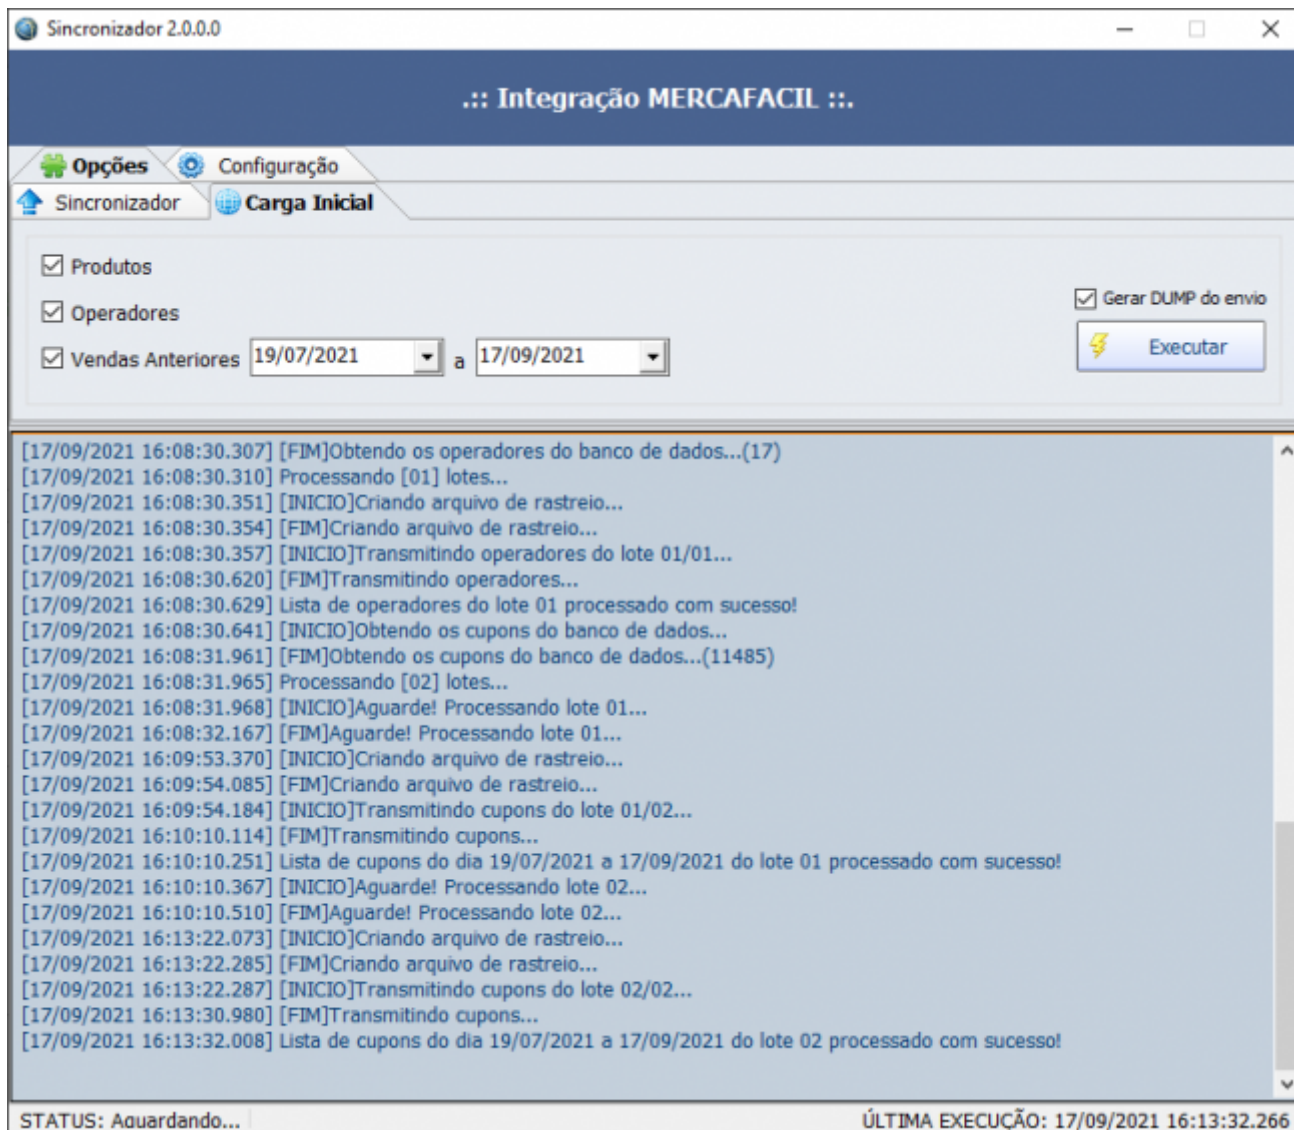 Sincronizador 2.0.0.0
.:: Integração MERCAFACIL ::.
Opções Configuração
Sincronizador Carga Inicial
Produtos
Operadores
Gerar DUMP do envio
Vendas Anteriores 19/07/2021 a 17/09/2021
Executar
[17/09/2021 16:08:30.307] [FIM]Obtendo os operadores do banco de dados...(17)
[17/09/2021 16:08:30.310] Processando [01] lotes...
[17/09/2021 16:08:30.351] [INICIO]Criando arquivo de rastreio...
[17/09/2021 16:08:30.354] [FIM]Criando arquivo de rastreio...
[17/09/2021 16:08:30.357] [INICIO]Transmitindo operadores do lote 01/01...
[17/09/2021 16:08:30.620] [FIM]Transmitindo operadores...
[17/09/2021 16:08:30.629] Lista de operadores do lote 01 processado com sucesso!
[17/09/2021 16:08:30.641] [INICIO]Obtendo os cupons do banco de dados...
[17/09/2021 16:08:31.961] [FIM]Obtendo os cupons do banco de dados...(11485)
[17/09/2021 16:08:31.965] Processando [02] lotes...
[17/09/2021 16:08:31.968] [INICIO]Aguarde! Processando lote 01...
[17/09/2021 16:08:32.167] [FIM]Aguarde! Processando lote 01...
[17/09/2021 16:09:53.370] [INICIO]Criando arquivo de rastreio...
[17/09/2021 16:09:54.085] [FIM]Criando arquivo de rastreio...
[17/09/2021 16:09:54.184] [INICIO]Transmitindo cupons do lote 01/02...
[17/09/2021 16:10:10.114] [FIM]Transmitindo cupons...
[17/09/2021 16:10:10.251] Lista de cupons do dia 19/07/2021 a 17/09/2021 do lote 01 processado com sucesso!
[17/09/2021 16:10:10.367] [INICIO]Aguarde! Processando lote 02...
[17/09/2021 16:10:10.510] [FIM]Aguarde! Processando lote 02...
[17/09/2021 16:13:22.073] [INICIO]Criando arquivo de rastreio...
[17/09/2021 16:13:22.285] [FIM]Criando arquivo de rastreio...
[17/09/2021 16:13:22.287] [INICIO]Transmitindo cupons do lote 02/02...
[17/09/2021 16:13:30.980] [FIM]Transmitindo cupons...
[17/09/2021 16:13:32.008] Lista de cupons do dia 19/07/2021 a 17/09/2021 do lote 02 processado com sucesso!
STATUS: Aguardando... ÚLTIMA EXECUÇÃO: 17/09/2021 16:13:32.266